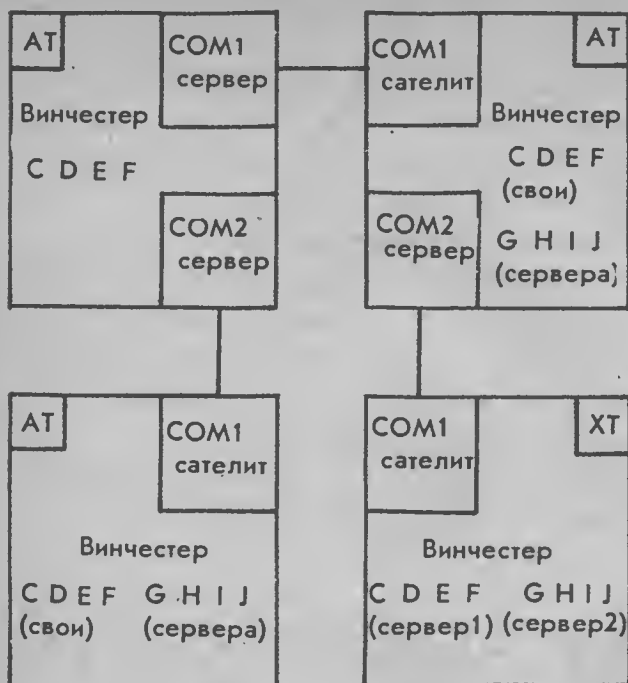 AT
COM1
сервер
Винчестер
C D E F
COM2
сервер
COM1
сателит
AT
Винчестер
C D E F
(свои)
COM2
сервер
G H I J
(сервера)
AT
COM1
сателит
Винчестер
C D E F G H I J
(свои) (сервера)
COM1
сателит
XT
Винчестер
C D E F G H I J
(сервер1) (сервер2)